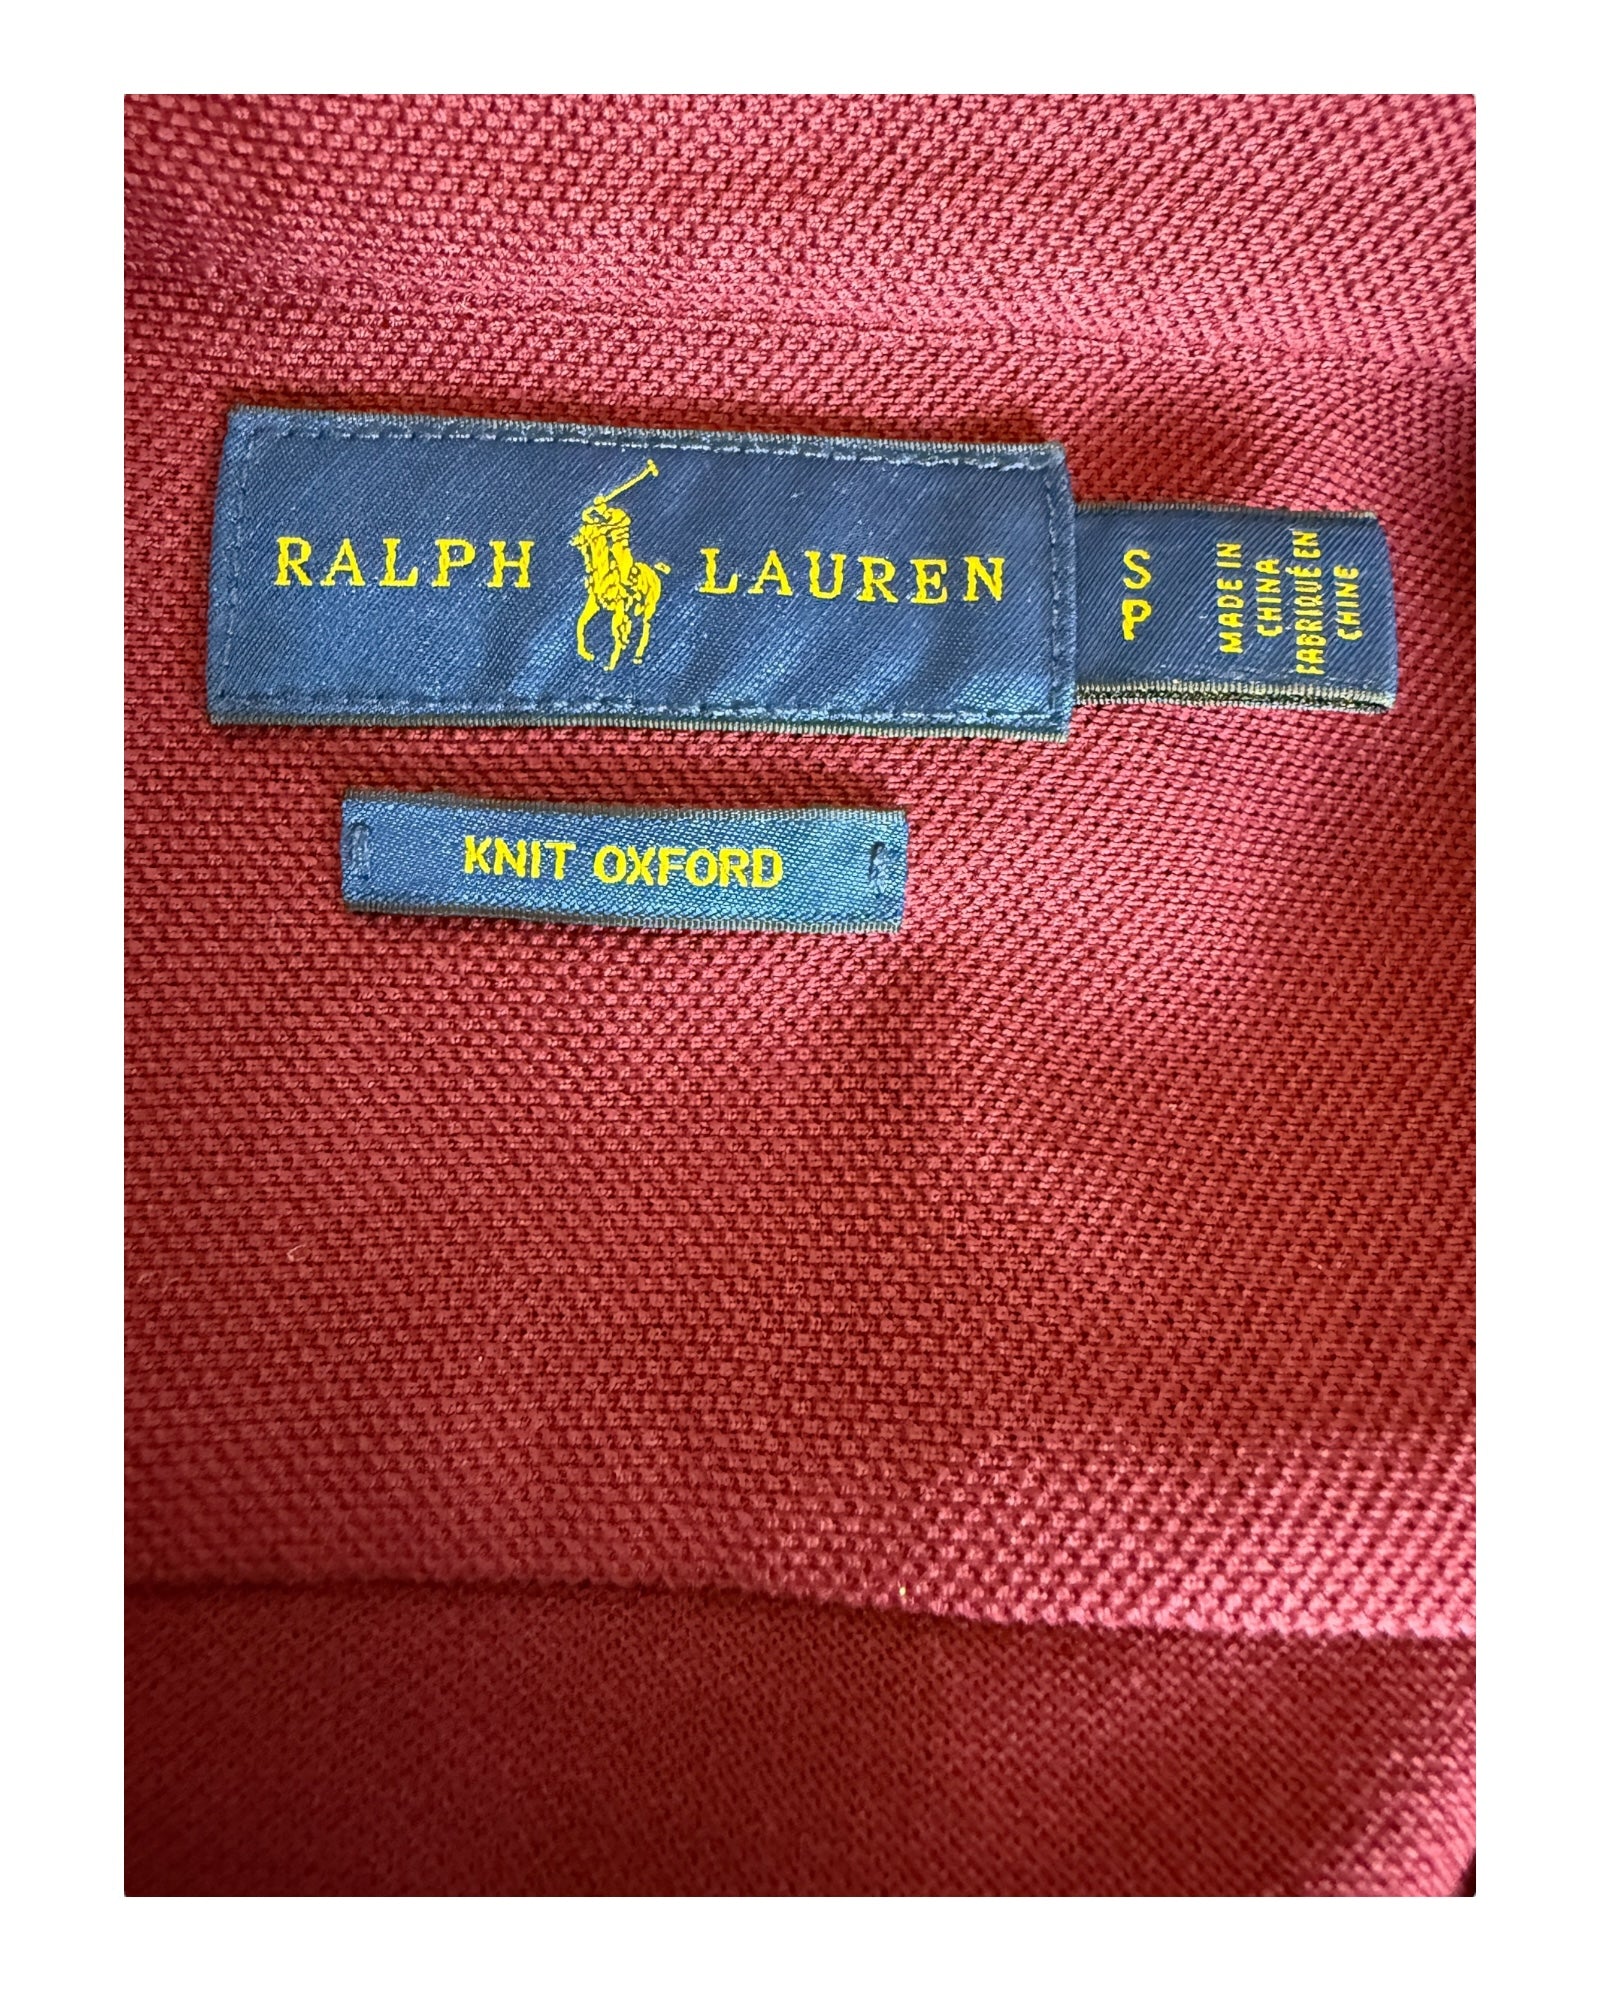 RALPH LAUREN
S
P
MADE IN
CHINA
FABRIQUÉ EN
CHINE
KNIT OXFORD